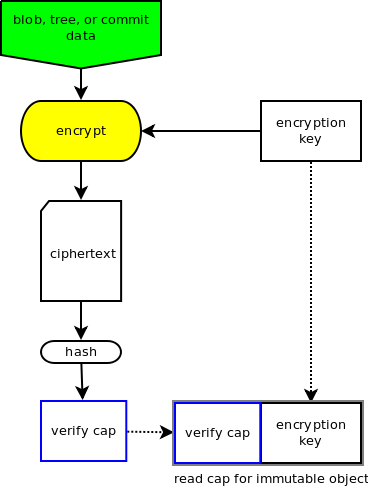 blob, tree, or commit
data
encrypt
encryption
key
ciphertext
hash
verify cap
verify cap
encryption
key
read cap for immutable object